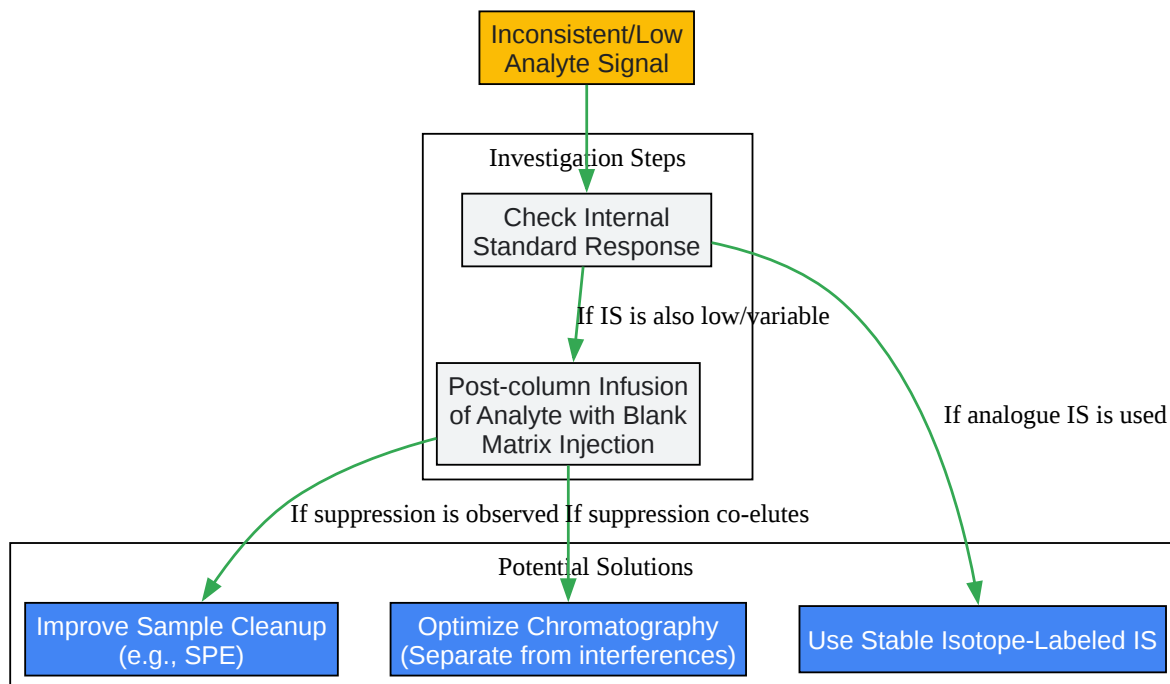 Inconsistent/Low
Analyte Signal
Investigation Steps
Check Internal
Standard Response
If IS is also low/variable
Post-column Infusion
of Analyte with Blank
Matrix Injection
If analogue IS is used
If suppression is observed
If suppression co-elutes
Potential Solutions
Improve Sample Cleanup
(e.g., SPE)
Optimize Chromatography
(Separate from interferences)
Use Stable Isotope-Labeled IS